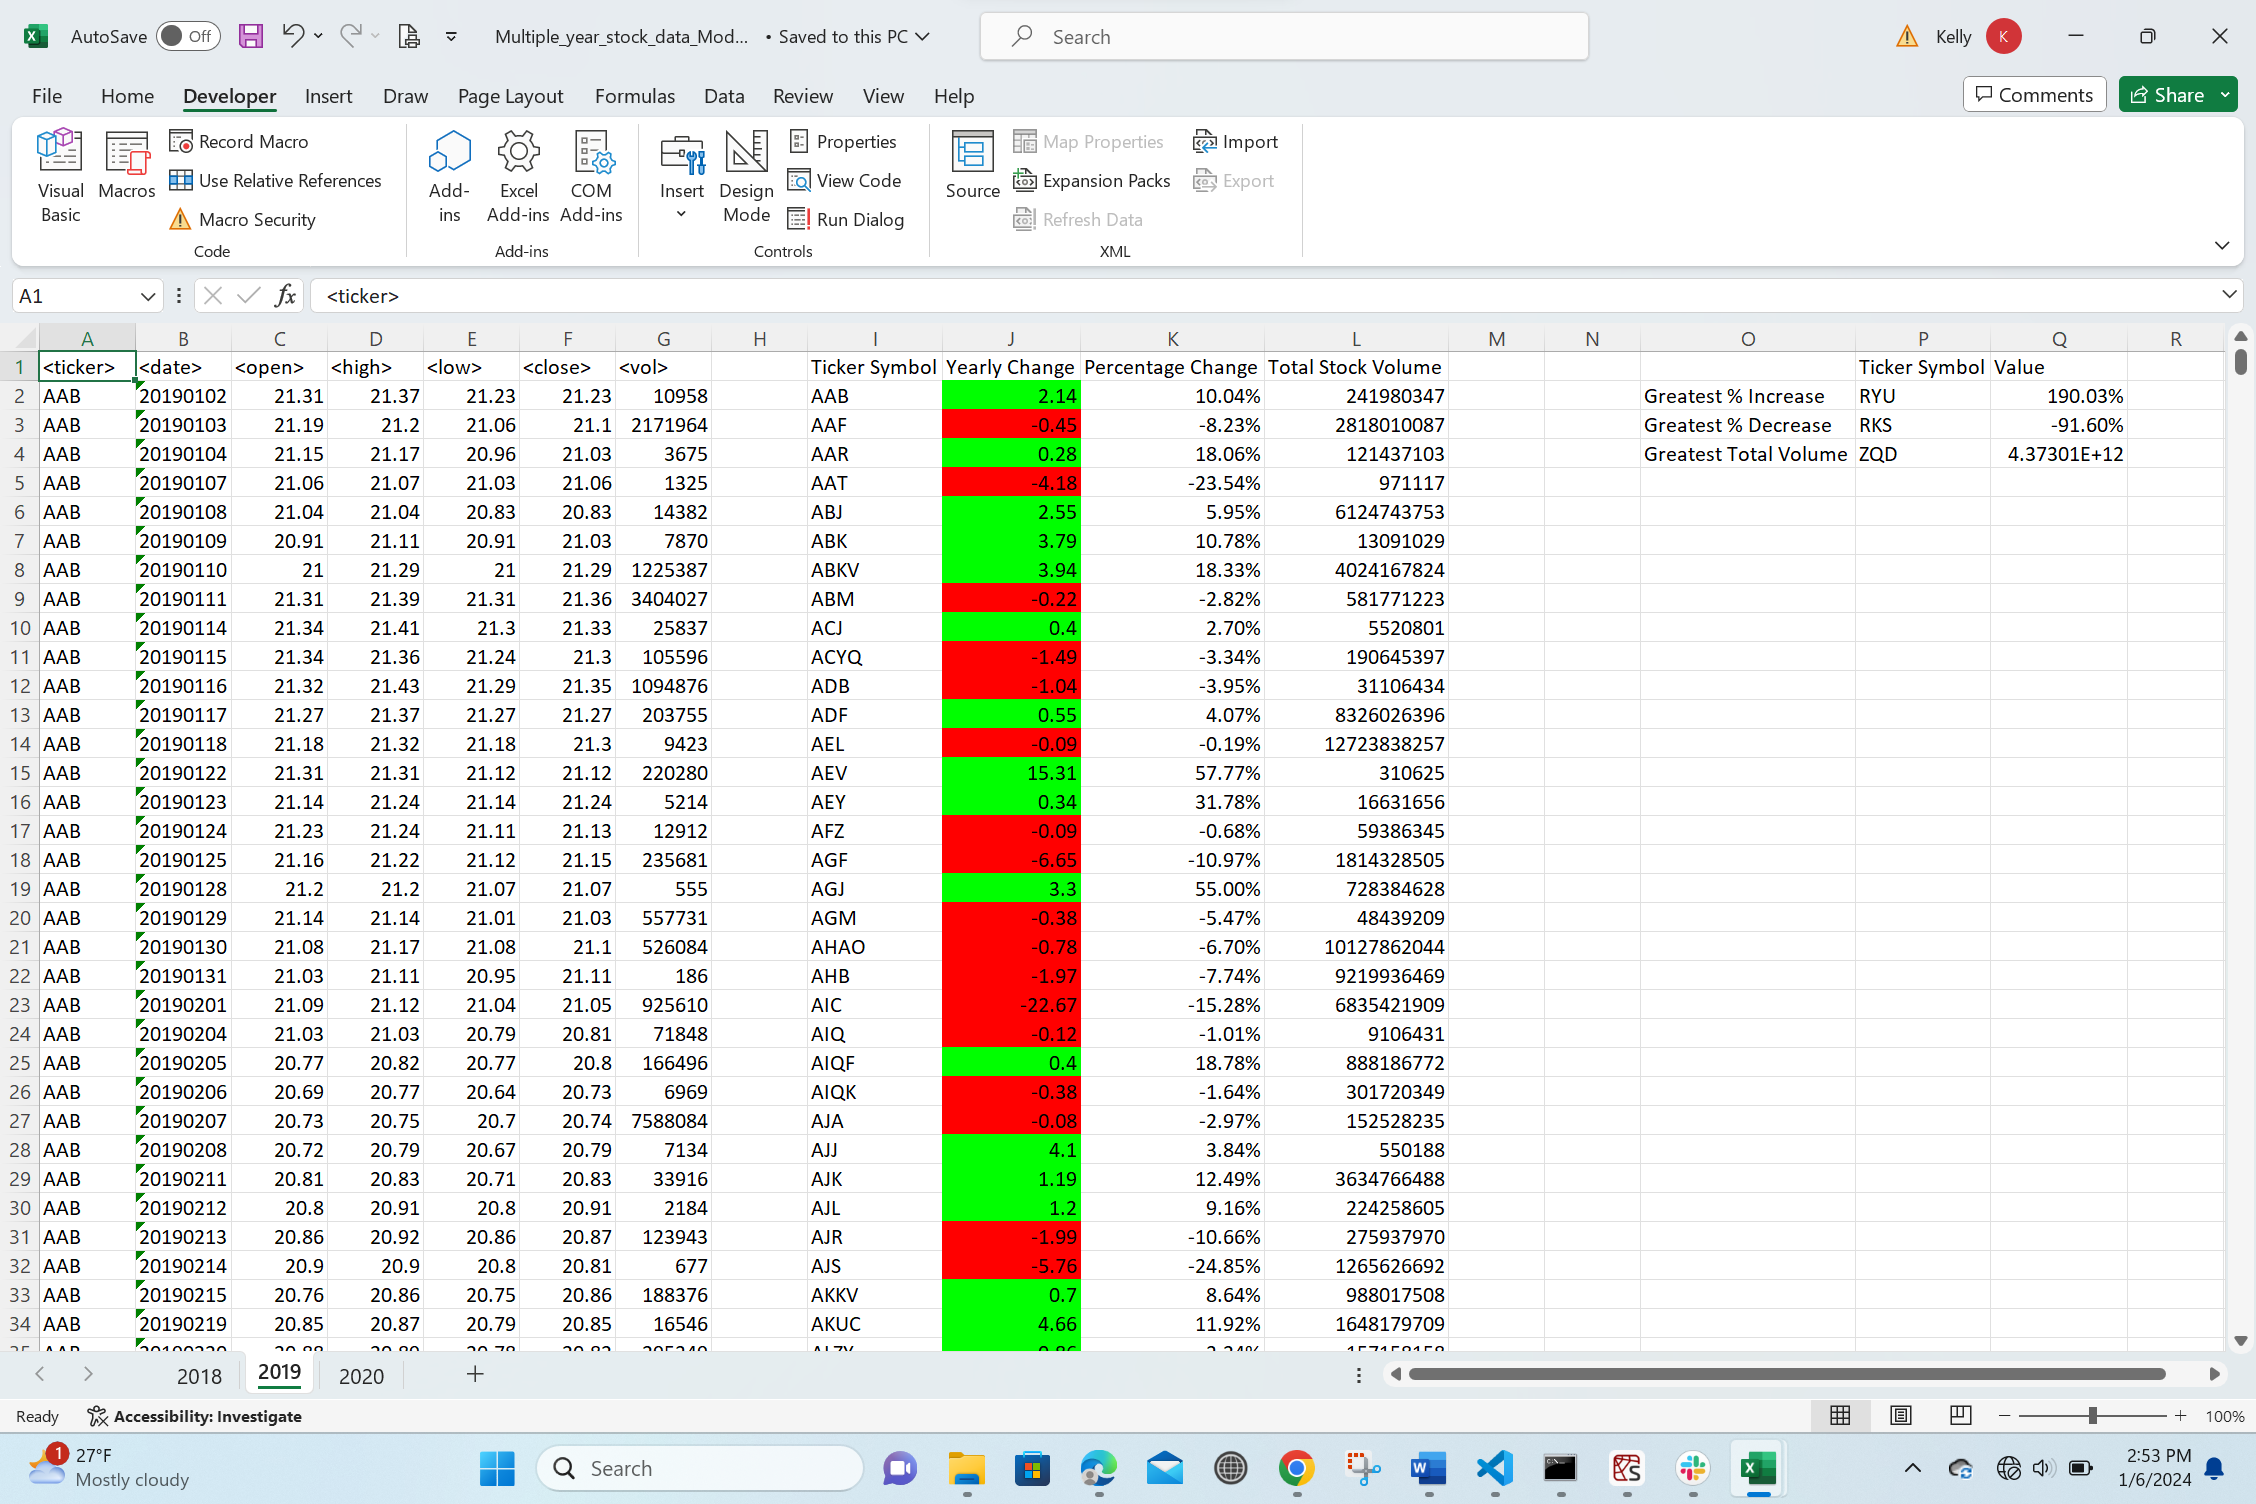 AutoSave Off Multiple_year_stock_data_Mod... • Saved to this PC Search Kelly K
File Home Developer Insert Draw Page Layout Formulas Data Review View Help Comments Share
Visual Basic Macros Record Macro Use Relative References Macro Security Code
Add-ins Excel Add-ins COM Add-ins Add-ins
Insert Design Mode Properties View Code Run Dialog Controls
Source Map Properties Expansion Packs Refresh Data Import Export XML
A1 fx <ticker>
A B C D E F G H I J K L M N O P Q R
1 <ticker> <date> <open> <high> <low> <close> <vol> Ticker Symbol Yearly Change Percentage Change Total Stock Volume Ticker Symbol Value
2 AAB 20190102 21.31 21.37 21.23 21.23 10958 AAB 2.14 10.04% 241980347 Greatest % Increase RYU 190.03%
3 AAB 20190103 21.19 21.2 21.06 21.1 2171964 AAF -0.45 -8.23% 2818010087 Greatest % Decrease RKS -91.60%
4 AAB 20190104 21.15 21.17 20.96 21.03 3675 AAR 0.28 18.06% 121437103 Greatest Total Volume ZQD 4.37301E+12
5 AAB 20190107 21.06 21.07 21.03 21.06 1325 AAT -4.18 -23.54% 971117
6 AAB 20190108 21.04 21.04 20.83 20.83 14382 ABJ 2.55 5.95% 6124743753
7 AAB 20190109 20.91 21.11 20.91 21.03 7870 ABK 3.79 10.78% 13091029
8 AAB 20190110 21 21.29 21 21.29 1225387 ABKV 3.94 18.33% 4024167824
9 AAB 20190111 21.31 21.39 21.31 21.36 3404027 ABM -0.22 -2.82% 581771223
10 AAB 20190114 21.34 21.41 21.3 21.33 25837 ACJ 0.4 2.70% 5520801
11 AAB 20190115 21.34 21.36 21.24 21.3 105596 ACYQ -1.49 -3.34% 190645397
12 AAB 20190116 21.32 21.43 21.29 21.35 1094876 ADB -1.04 -3.95% 31106434
13 AAB 20190117 21.27 21.37 21.27 21.27 203755 ADF 0.55 4.07% 8326026396
14 AAB 20190118 21.18 21.32 21.18 21.3 9423 AEL -0.09 -0.19% 12723838257
15 AAB 20190122 21.31 21.31 21.12 21.12 220280 AEV 15.31 57.77% 310625
16 AAB 20190123 21.14 21.24 21.14 21.24 5214 AEY 0.34 31.78% 16631656
17 AAB 20190124 21.23 21.24 21.11 21.13 12912 AFZ -0.09 -0.68% 59386345
18 AAB 20190125 21.16 21.22 21.12 21.15 235681 AGF -6.65 -10.97% 1814328505
19 AAB 20190128 21.2 21.2 21.07 21.07 555 AGJ 3.3 55.00% 728384628
20 AAB 20190129 21.14 21.14 21.01 21.03 557731 AGM -0.38 -5.47% 48439209
21 AAB 20190130 21.08 21.17 21.08 21.1 526084 AHAO -0.78 -6.70% 10127862044
22 AAB 20190131 21.03 21.11 20.95 21.11 186 AHB -1.97 -7.74% 9219936469
23 AAB 20190201 21.09 21.12 21.04 21.05 925610 AIC -22.67 -15.28% 6835421909
24 AAB 20190204 21.03 21.03 20.79 20.81 71848 AIQ -0.12 -1.01% 9106431
25 AAB 20190205 20.77 20.82 20.77 20.8 166496 AIQF 0.4 18.78% 888186772
26 AAB 20190206 20.69 20.77 20.64 20.73 6969 AIQK -0.38 -1.64% 301720349
27 AAB 20190207 20.73 20.75 20.7 20.74 7588084 AJA -0.08 -2.97% 152528235
28 AAB 20190208 20.72 20.79 20.67 20.79 7134 AJJ 4.1 3.84% 550188
29 AAB 20190211 20.81 20.83 20.71 20.83 33916 AJK 1.19 12.49% 3634766488
30 AAB 20190212 20.8 20.91 20.8 20.91 2184 AJL 1.2 9.16% 224258605
31 AAB 20190213 20.86 20.92 20.86 20.87 123943 AJR -1.99 -10.66% 275937970
32 AAB 20190214 20.9 20.9 20.8 20.81 677 AJS -5.76 -24.85% 1265626692
33 AAB 20190215 20.76 20.86 20.75 20.86 188376 AKKV 0.7 8.64% 988017508
34 AAB 20190219 20.85 20.87 20.79 20.85 16546 AKUC 4.66 11.92% 1648179709
2018 2019 2020
Ready Accessibility: Investigate 100%
1 27°F Mostly cloudy Search 2:53 PM 1/6/2024